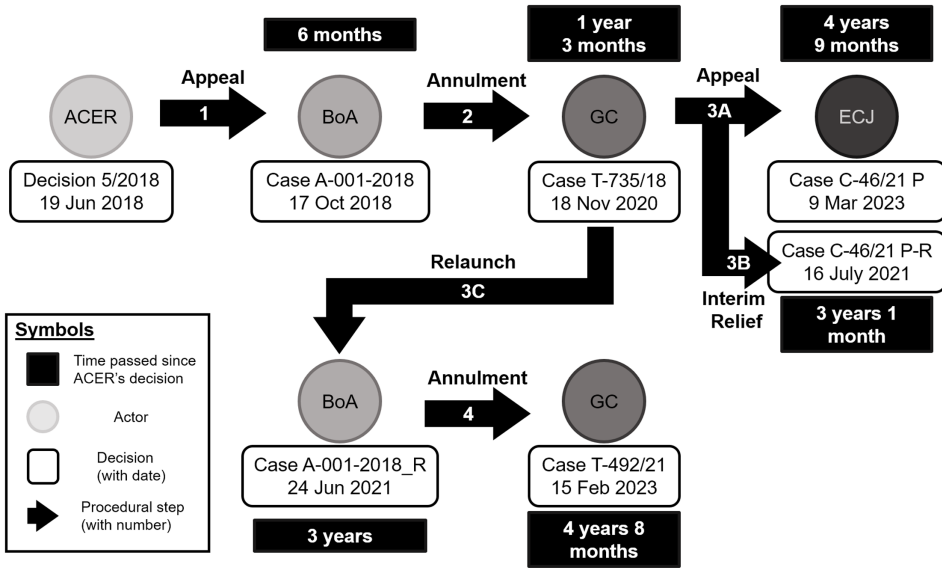 6 months
1 year
3 months
4 years
9 months
Appeal
Annulment
Appeal
ACER
1
BoA
2
GC
3A
ECJ
Decision 5/2018
19 Jun 2018
Case A-001-2018
17 Oct 2018
Case T-735/18
18 Nov 2020
Case C-46/21 P
9 Mar 2023
Relaunch
3C
3B
Case C-46/21 P-R
16 July 2021
Interim
Relief
3 years 1
month
Symbols
Time passed since
ACER's decision
Actor
Decision
(with date)
Procedural step
(with number)
BoA
Annulment
4
GC
Case A-001-2018_R
24 Jun 2021
Case T-492/21
15 Feb 2023
3 years
4 years 8
months